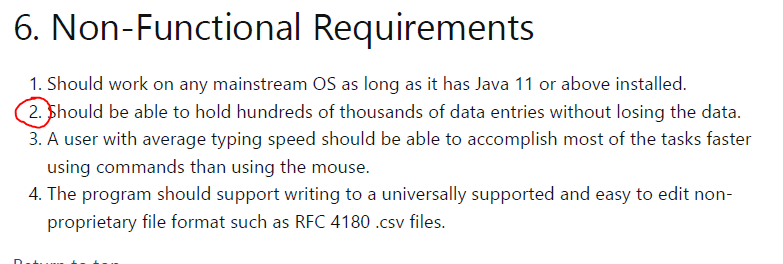 6. Non-Functional Requirements
1. Should work on any mainstream OS as long as it has Java 11 or above installed.
2. Should be able to hold hundreds of thousands of data entries without losing the data.
3. A user with average typing speed should be able to accomplish most of the tasks faster
using commands than using the mouse.
4. The program should support writing to a universally supported and easy to edit non-
proprietary file format such as RFC 4180 .csv files.